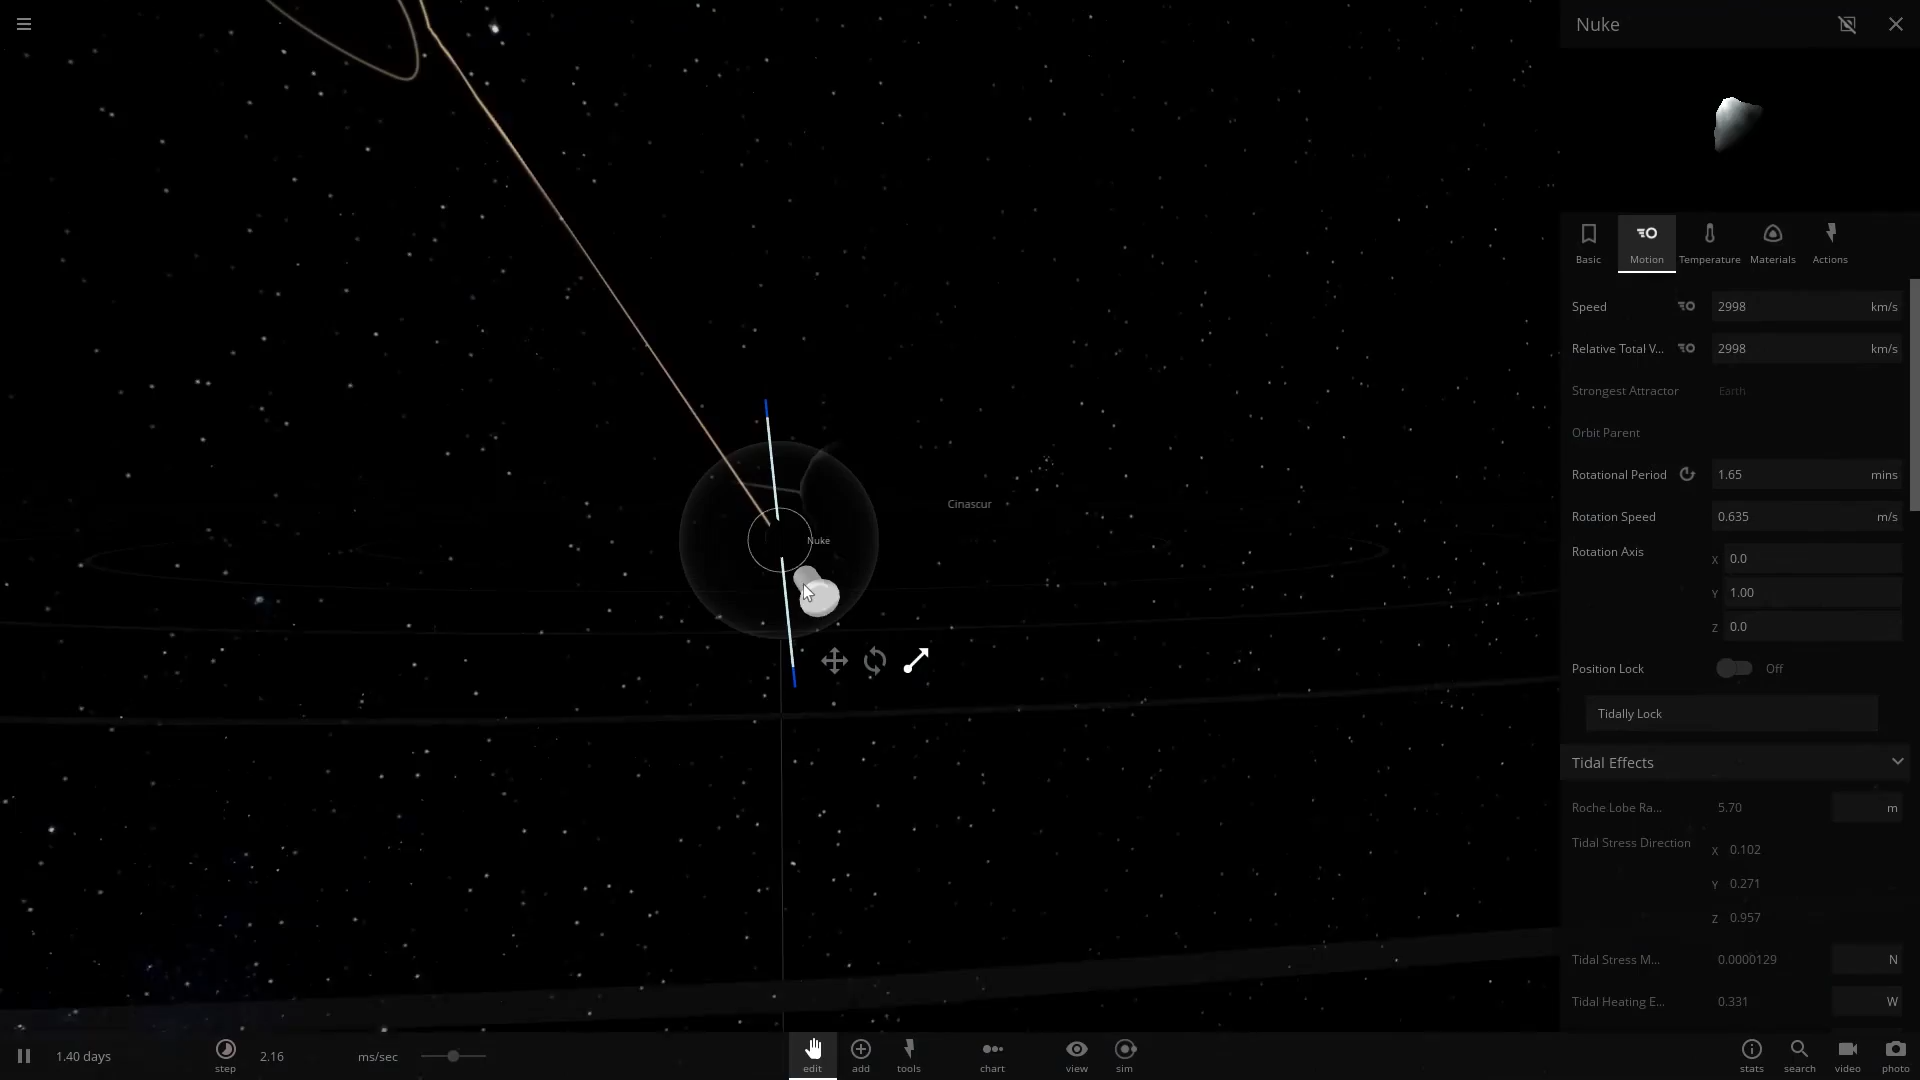 Nuke
Basic
Motion
Temperature
Materials
Actions
Speed 2998 km/s
Relative Total V... 2998 km/s
Strongest Attractor Earth
Orbit Parent
Rotational Period 1.65 mins
Rotation Speed 0.635 m/s
Rotation Axis X 0.0
Y 1.00
Z 0.0
Position Lock Off
Tidally Lock
Tidal Effects
Roche Lobe Ra... 5.70 m
Tidal Stress Direction X 0.102
Y 0.271
Z 0.957
Tidal Stress M... 0.0000129 N
Tidal Heating E... 0.331 W
Cinascur
Nuke
1.40 days
step
2.16 ms/sec
edit
add
tools
chart
view
sim
stats
search
video
photo